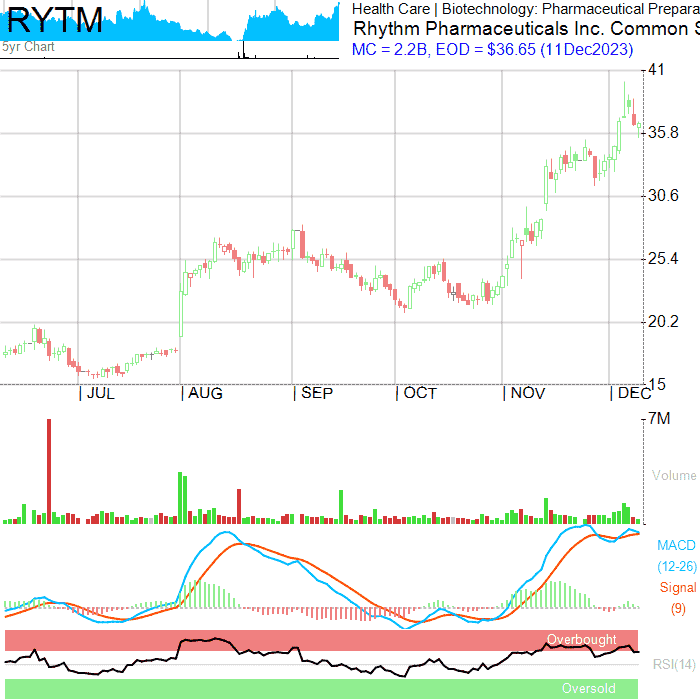 RYTM
5yr Chart
Health Care | Biotechnology: Pharmaceutical Prepara
Rhythm Pharmaceuticals Inc. Common S
MC = 2.2B, EOD = $36.65 (11Dec2023)
41
35.8
30.6
25.4
20.2
15
| JUL | AUG | SEP | OCT | NOV | DEC
7M
Volume
MACD
(12-26)
Signal
(9)
Overbought
RSI(14)
Oversold